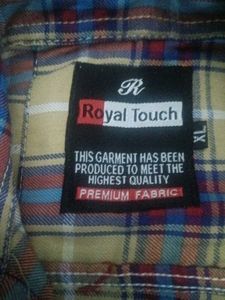 R
Royal Touch
XL
THIS GARMENT HAS BEEN
PRODUCED TO MEET THE
HIGHEST QUALITY
PREMIUM FABRIC